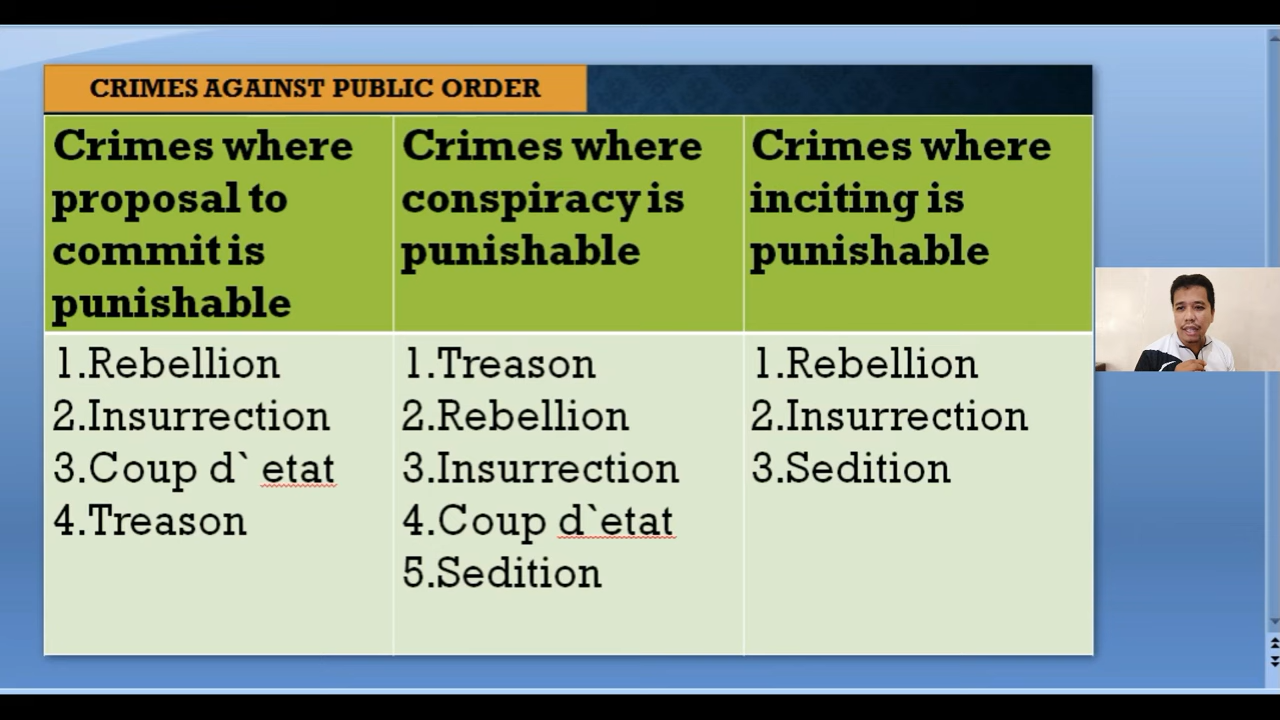 CRIMES AGAINST PUBLIC ORDER
Crimes where
proposal to
commit is
punishable
Crimes where
conspiracy is
punishable
Crimes where
inciting is
punishable
1.Rebellion
2.Insurrection
3.Coup d` etat
4.Treason
1.Treason
2.Rebellion
3.Insurrection
4.Coup d`etat
5.Sedition
1.Rebellion
2.Insurrection
3.Sedition